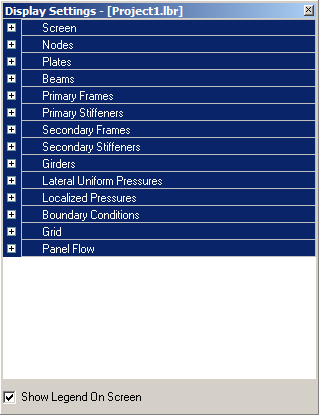 Display Settings - [Project1.lbr]
Screen
Nodes
Plates
Beams
Primary Frames
Primary Stiffeners
Secondary Frames
Secondary Stiffeners
Girders
Lateral Uniform Pressures
Localized Pressures
Boundary Conditions
Grid
Panel Flow
Show Legend On Screen